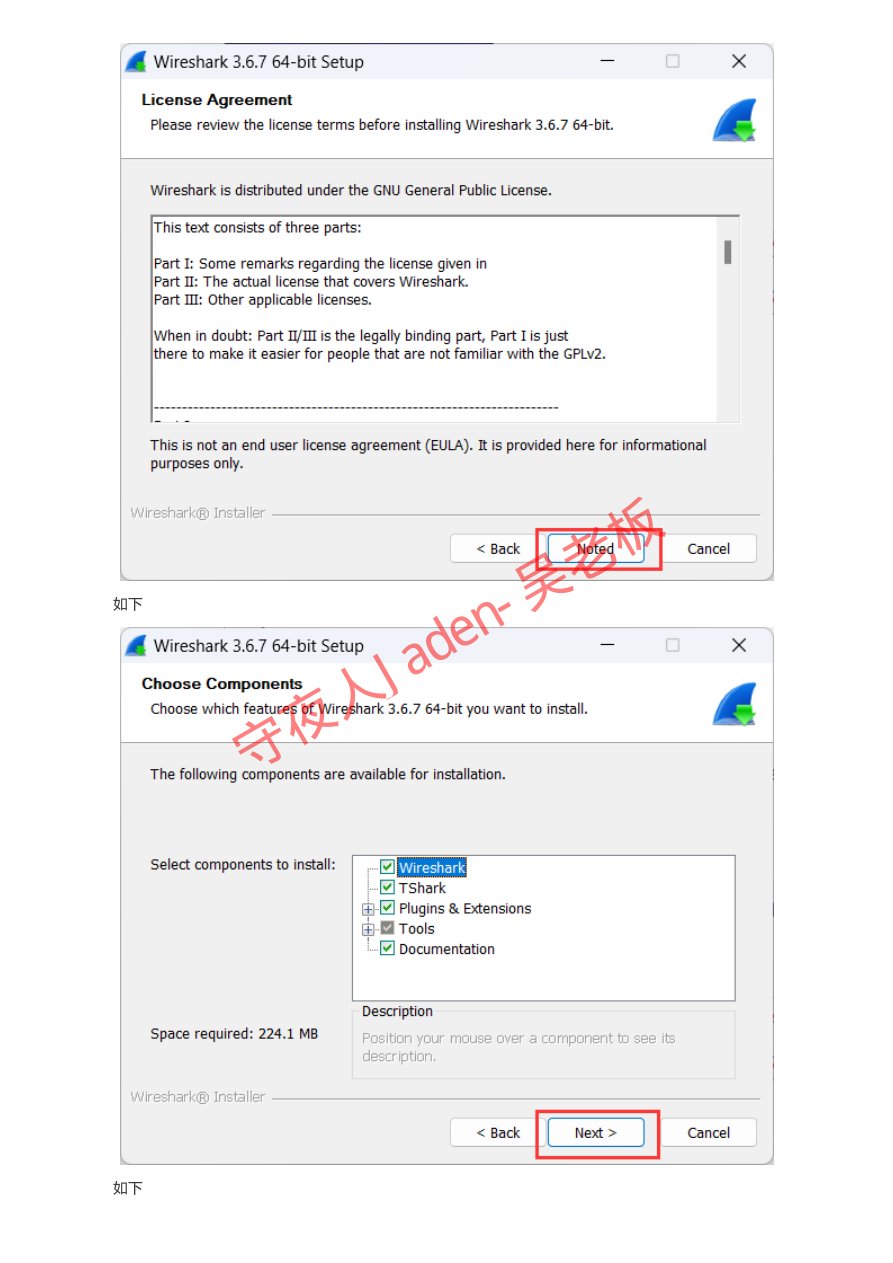 Wireshark 3.6.7 64-bit Setup
License Agreement
Please review the license terms before installing Wireshark 3.6.7 64-bit.
Wireshark is distributed under the GNU General Public License.
This text consists of three parts:
Part I: Some remarks regarding the license given in
Part II: The actual license that covers Wireshark.
Part III: Other applicable licenses.
When in doubt: Part II/III is the legally binding part, Part I is just
there to make it easier for people that are not familiar with the GPLv2.
------------------------------------------------------------------------
This is not an end user license agreement (EULA). It is provided here for informational
purposes only.
Wireshark® Installer
< Back Noted Cancel
如下
守夜人Jaden-吴老板
Wireshark 3.6.7 64-bit Setup
Choose Components
Choose which features of Wireshark 3.6.7 64-bit you want to install.
The following components are available for installation.
Select components to install:
Wireshark
TShark
Plugins & Extensions
Tools
Documentation
Space required: 224.1 MB
Description
Position your mouse over a component to see its
description.
Wireshark® Installer
< Back Next > Cancel
如下